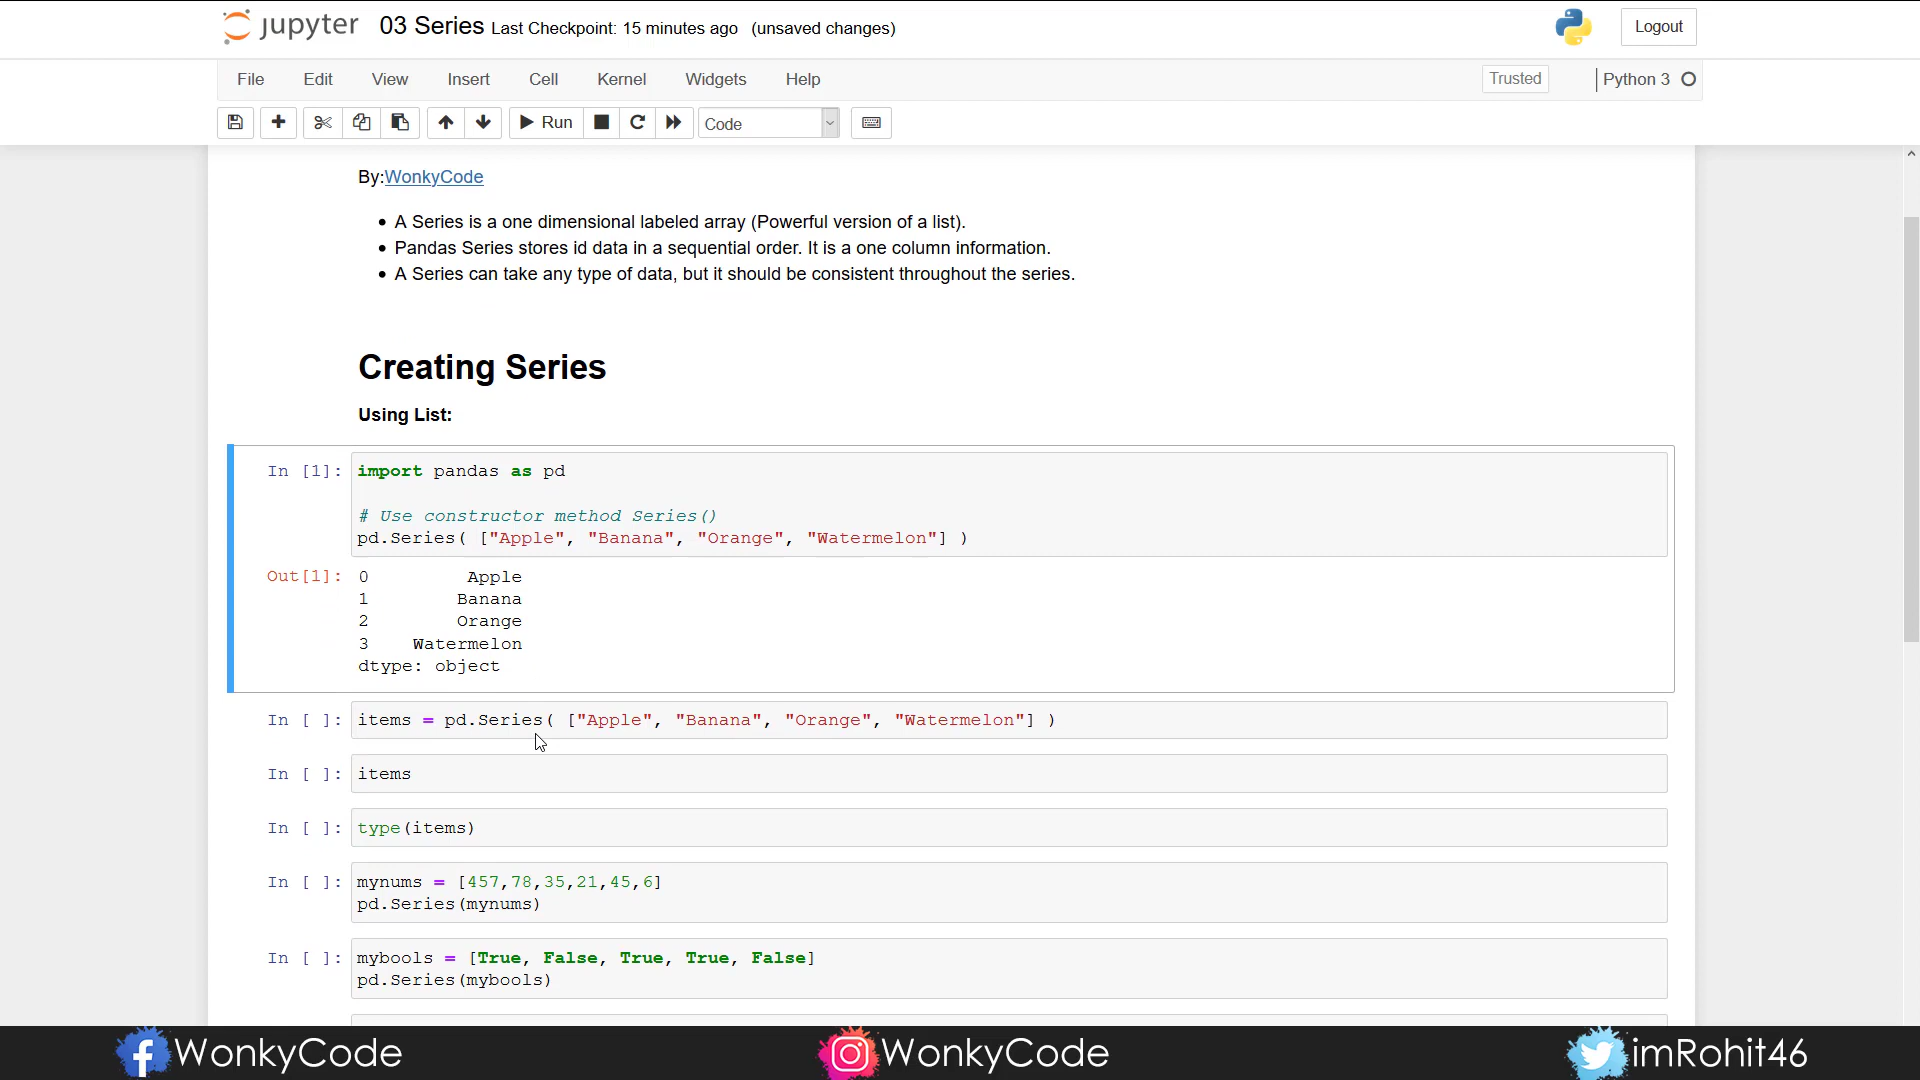 jupyter 03 Series Last Checkpoint: 15 minutes ago (unsaved changes) Logout
File Edit View Insert Cell Kernel Widgets Help Trusted Python 3
Run Code
By:WonkyCode
• A Series is a one dimensional labeled array (Powerful version of a list).
• Pandas Series stores id data in a sequential order. It is a one column information.
• A Series can take any type of data, but it should be consistent throughout the series.
Creating Series
Using List:
In [1]: import pandas as pd
# Use constructor method Series()
pd.Series( ["Apple", "Banana", "Orange", "Watermelon"] )
Out[1]: 0 Apple
1 Banana
2 Orange
3 Watermelon
dtype: object
In [ ]: items = pd.Series( ["Apple", "Banana", "Orange", "Watermelon"] )
In [ ]: items
In [ ]: type(items)
In [ ]: mynums = [457,78,35,21,45,6]
pd.Series(mynums)
In [ ]: mybools = [True, False, True, True, False]
pd.Series(mybools)
WonkyCode WonkyCode imRohit46